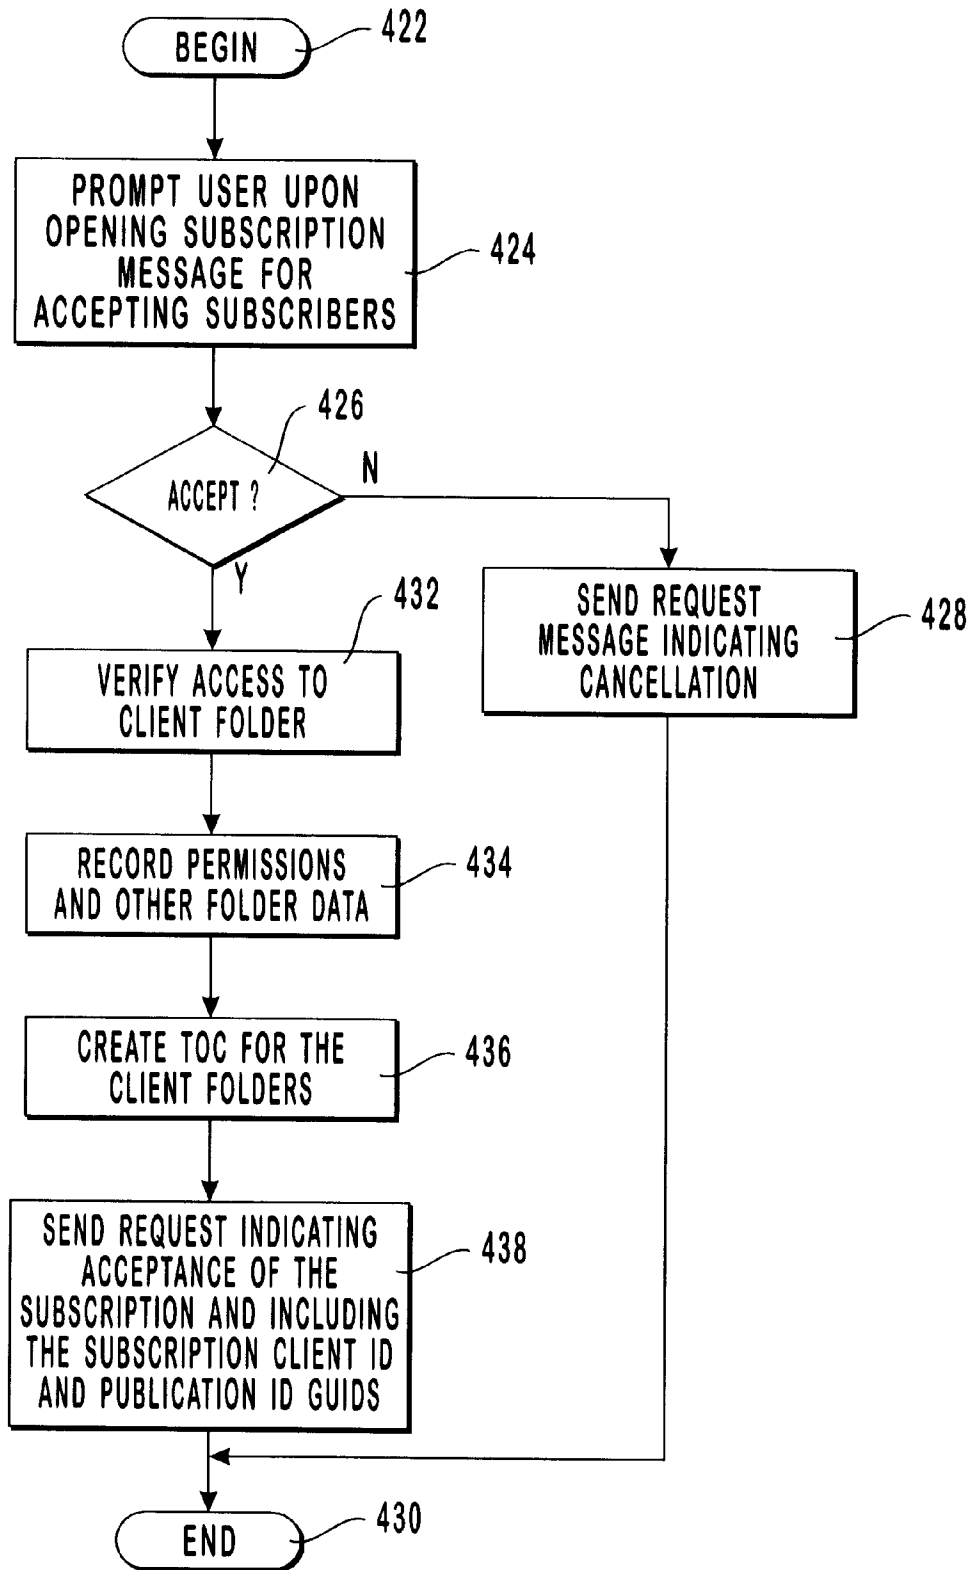 BEGIN
422
PROMPT USER UPON
OPENING SUBSCRIPTION
MESSAGE FOR
ACCEPTING SUBSCRIBERS
424
426
ACCEPT ?
N
Y
432
VERIFY ACCESS TO
CLIENT FOLDER
SEND REQUEST
MESSAGE INDICATING
CANCELLATION
428
RECORD PERMISSIONS
AND OTHER FOLDER DATA
434
CREATE TOC FOR THE
CLIENT FOLDERS
436
SEND REQUEST INDICATING
ACCEPTANCE OF THE
SUBSCRIPTION AND INCLUDING
THE SUBSCRIPTION CLIENT ID
AND PUBLICATION ID GUIDS
438
END
430